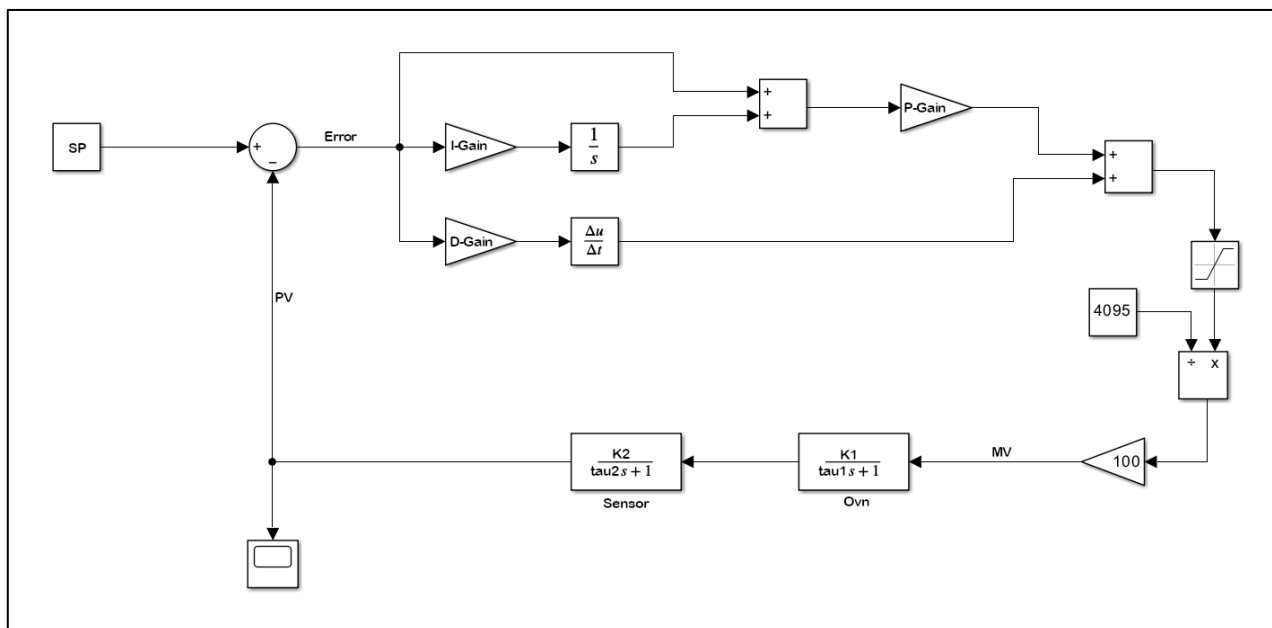 +
+
P-Gain
Error
SP
+
−
I-Gain
1
s
+
+
D-Gain
Δu
Δt
PV
4095
÷ x
K2
tau2s+1
K1
tau1s+1
MV
100
Sensor
Ovn